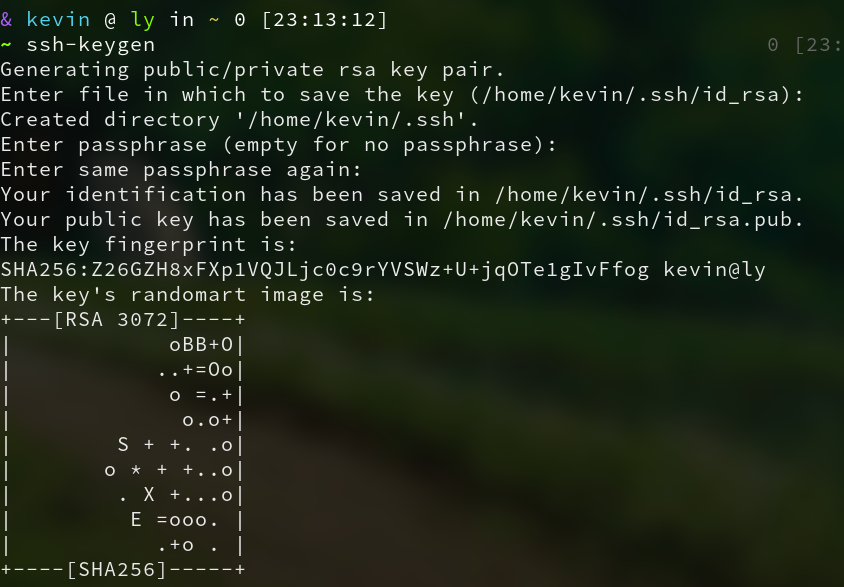 & kevin @ ly in ~ 0 [23:13:12]
~ ssh-keygen 0 [23:
Generating public/private rsa key pair.
Enter file in which to save the key (/home/kevin/.ssh/id_rsa):
Created directory '/home/kevin/.ssh'.
Enter passphrase (empty for no passphrase):
Enter same passphrase again:
Your identification has been saved in /home/kevin/.ssh/id_rsa.
Your public key has been saved in /home/kevin/.ssh/id_rsa.pub.
The key fingerprint is:
SHA256:Z26GZH8xFXp1VQJLjc0c9rYVSWz+U+jqOTe1gIvFfog kevin@ly
The key's randomart image is:
+---[RSA 3072]----+
|            oBB+O|
|           ..+=Oo|
|            o =.+|
|             o.o+|
|        S + +. .o|
|       o * + +..o|
|        . X +...o|
|         E =ooo. |
|           .+o . |
+----[SHA256]-----+